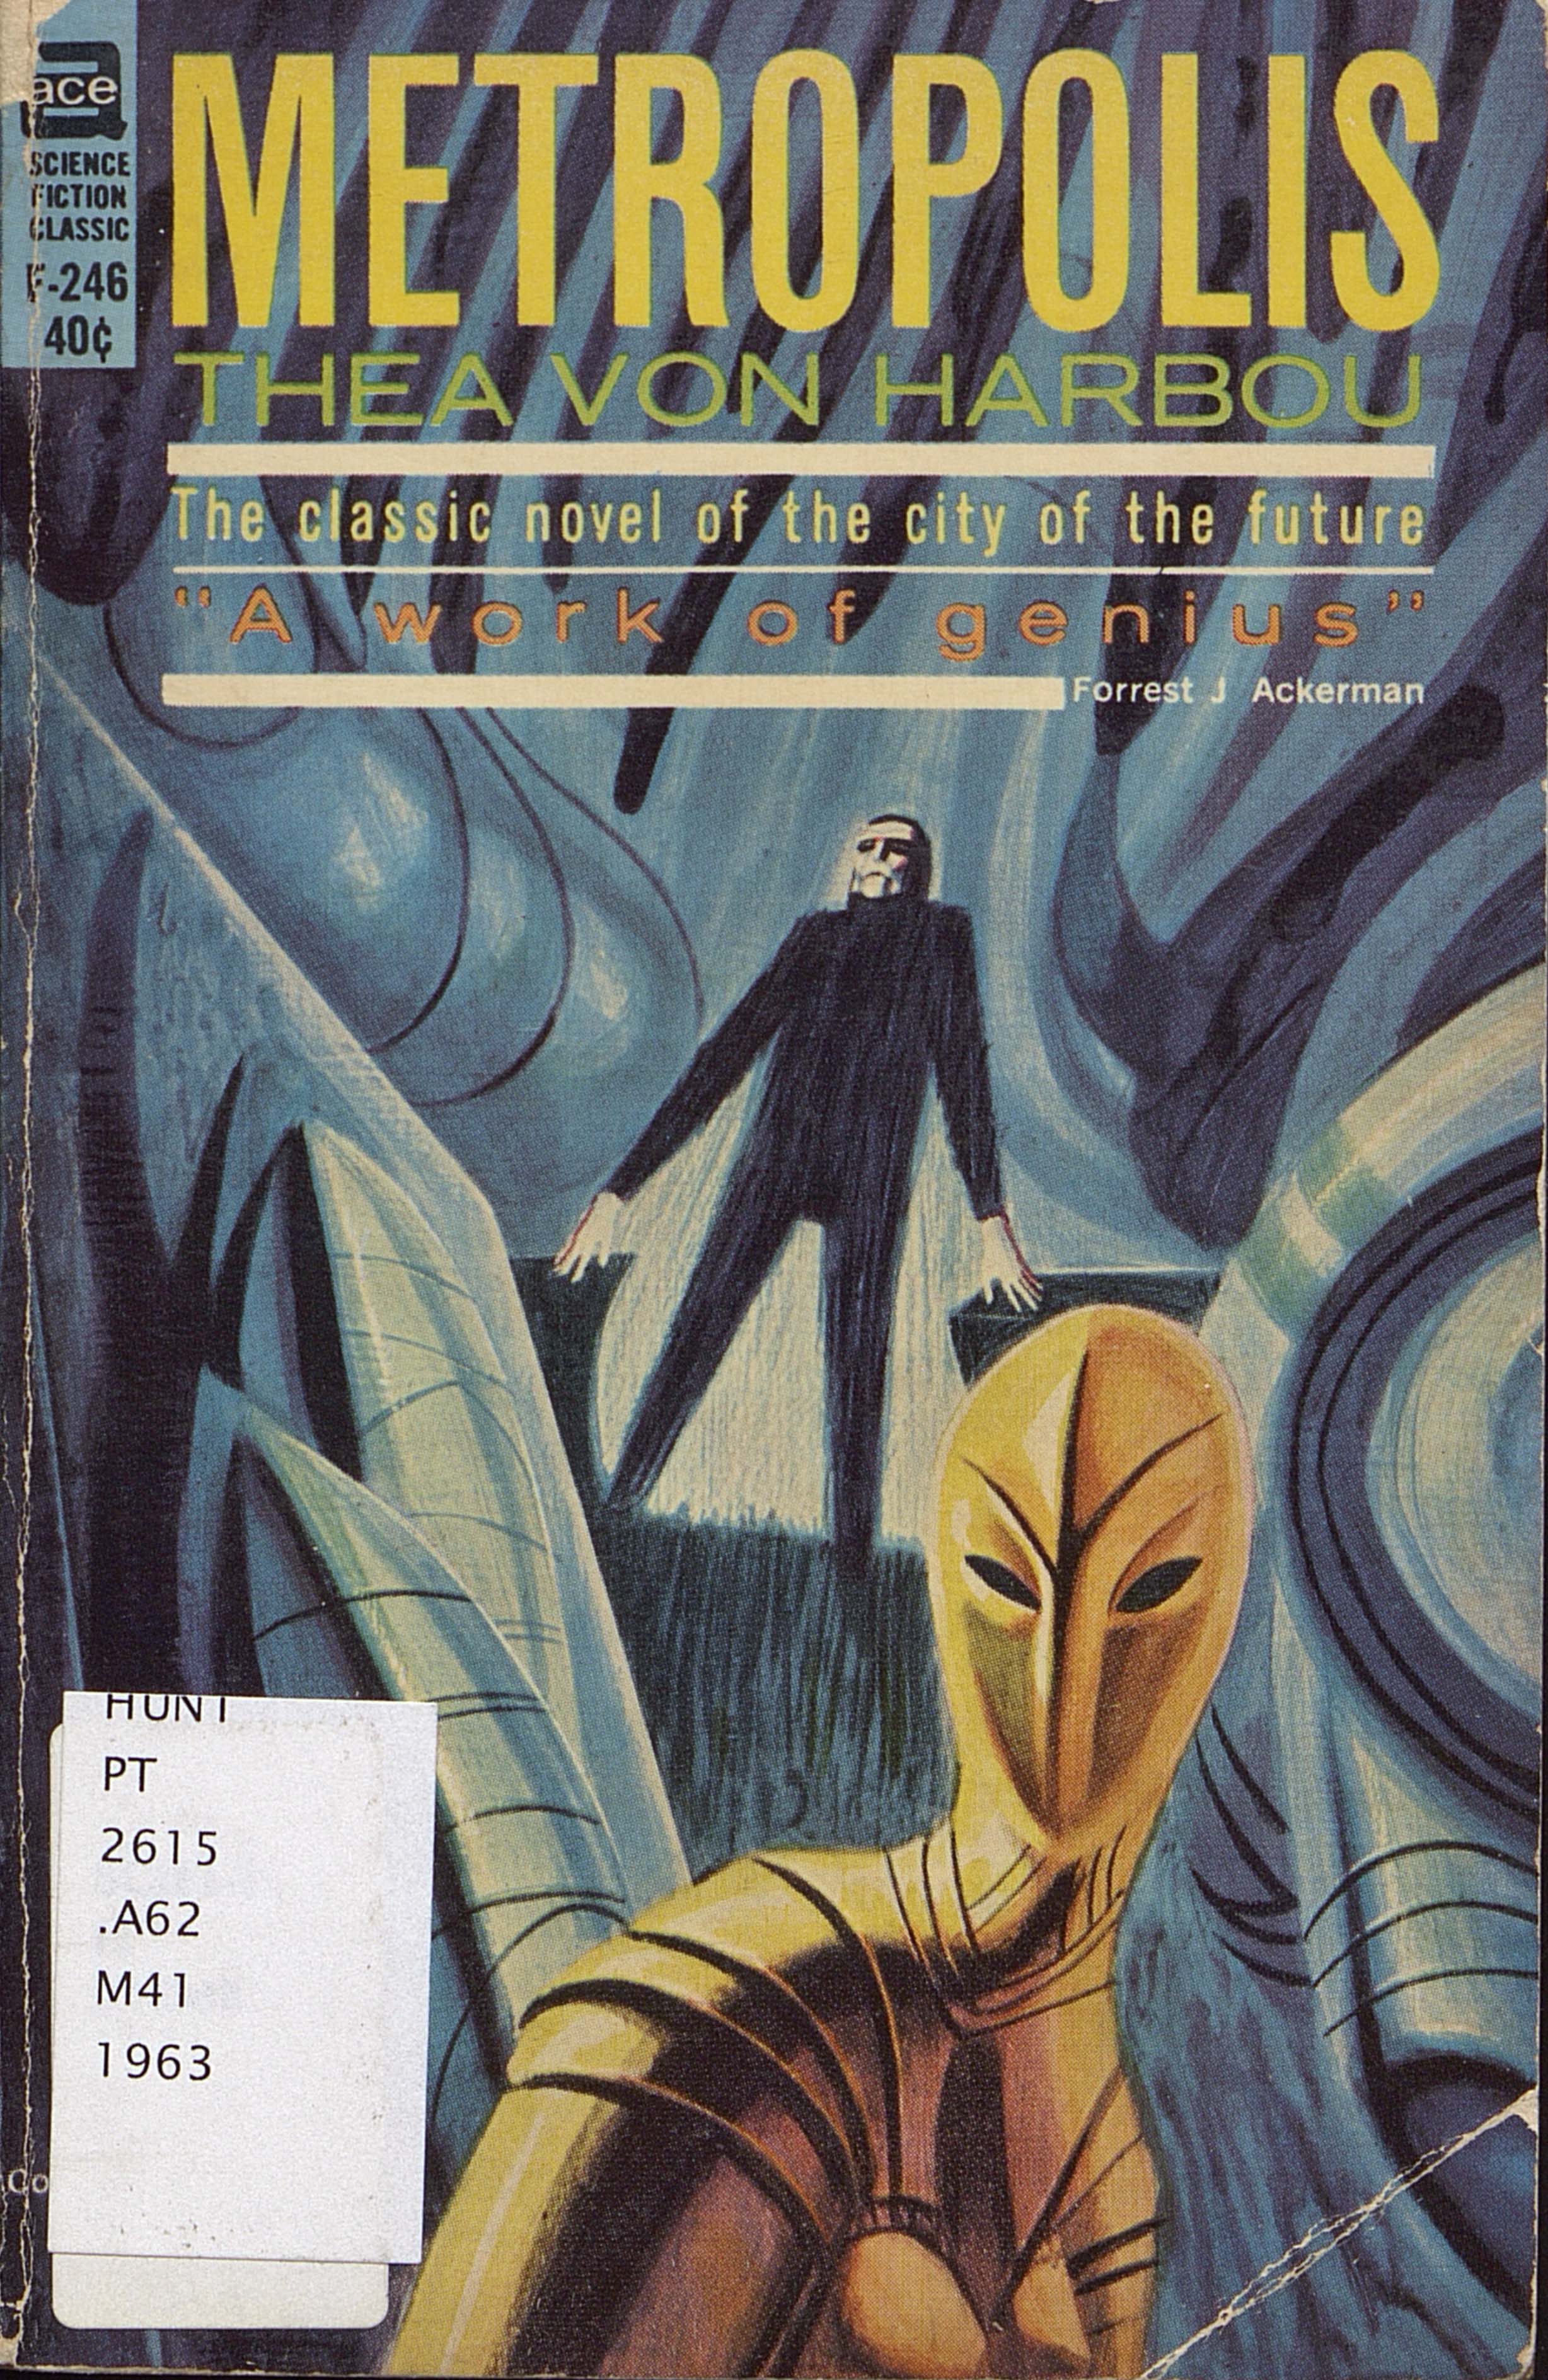 ace
SCIENCE
FICTION
CLASSIC
F-246
40¢
METROPOLIS
THEA VON HARBOU
The classic novel of the city of the future
"A work of genius"
Forrest J Ackerman
HUNT
PT
2615
.A62
M41
1963